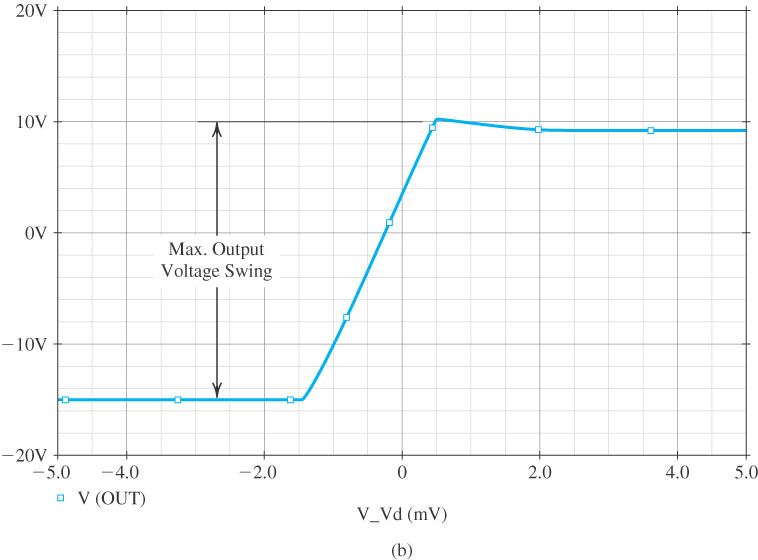 20V
10V
Max. Output
Voltage Swing
0V
−10V
−20V
−5.0 −4.0 −2.0 0 2.0 4.0 5.0
V (OUT)
V_Vd (mV)
(b)